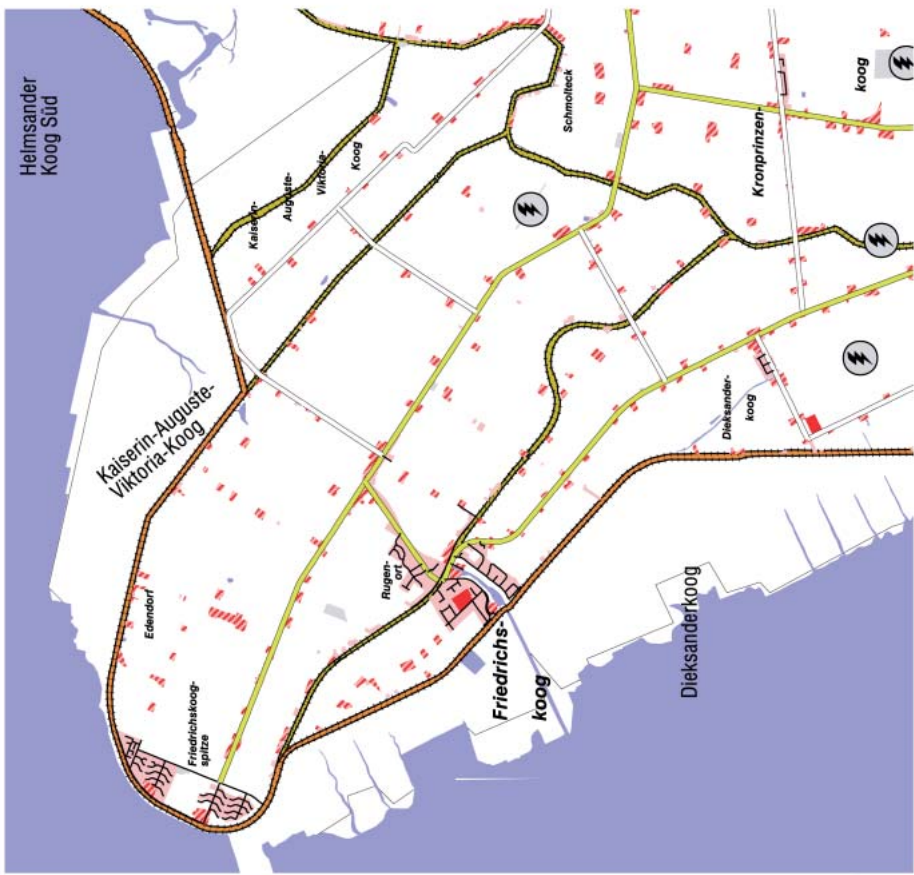 Helmsander
Koog Süd
Kaiserin-
Auguste-
Viktoria-
Koog
Schmolteck
koog
Kronprinzen-
Kaiserin-Auguste-
Viktoria-Koog
Edendorf
Friedrichskoog-
spitze
Rugen-
ort
Dieksander-
koog
Friedrichs-
koog
Dieksanderkoog